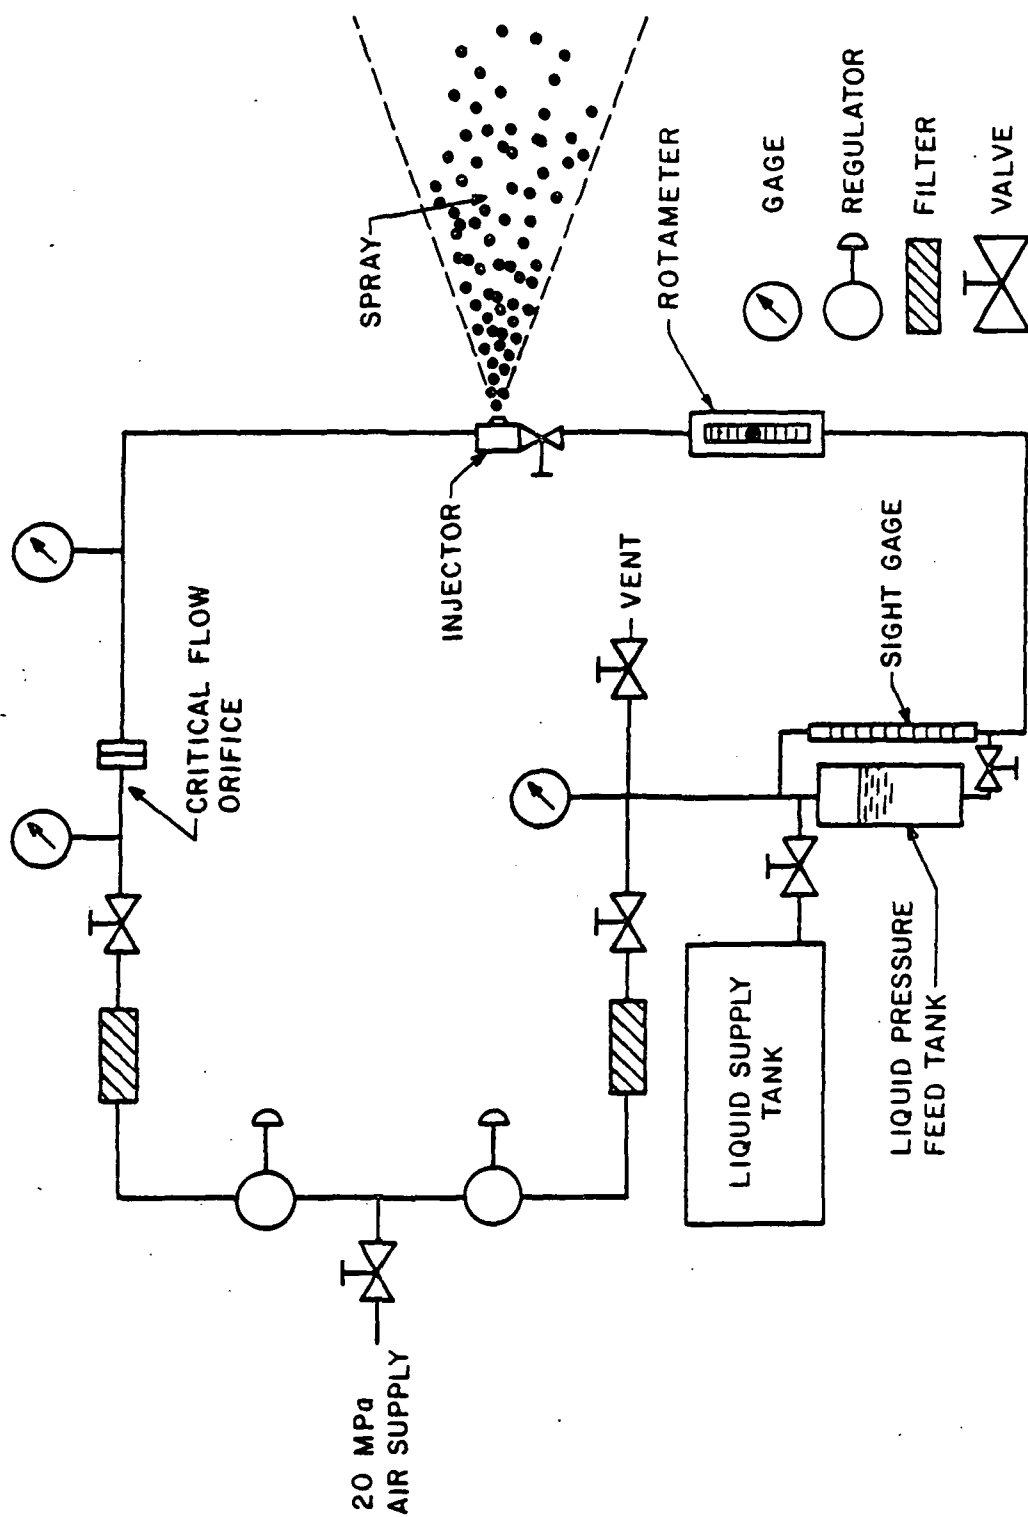 SPRAY
CRITICAL FLOW
ORIFICE
INJECTOR
20 MPa
AIR SUPPLY
VENT
ROTAMETER
LIQUID SUPPLY
TANK
SIGHT GAGE
LIQUID PRESSURE
FEED TANK
GAGE
REGULATOR
FILTER
VALVE